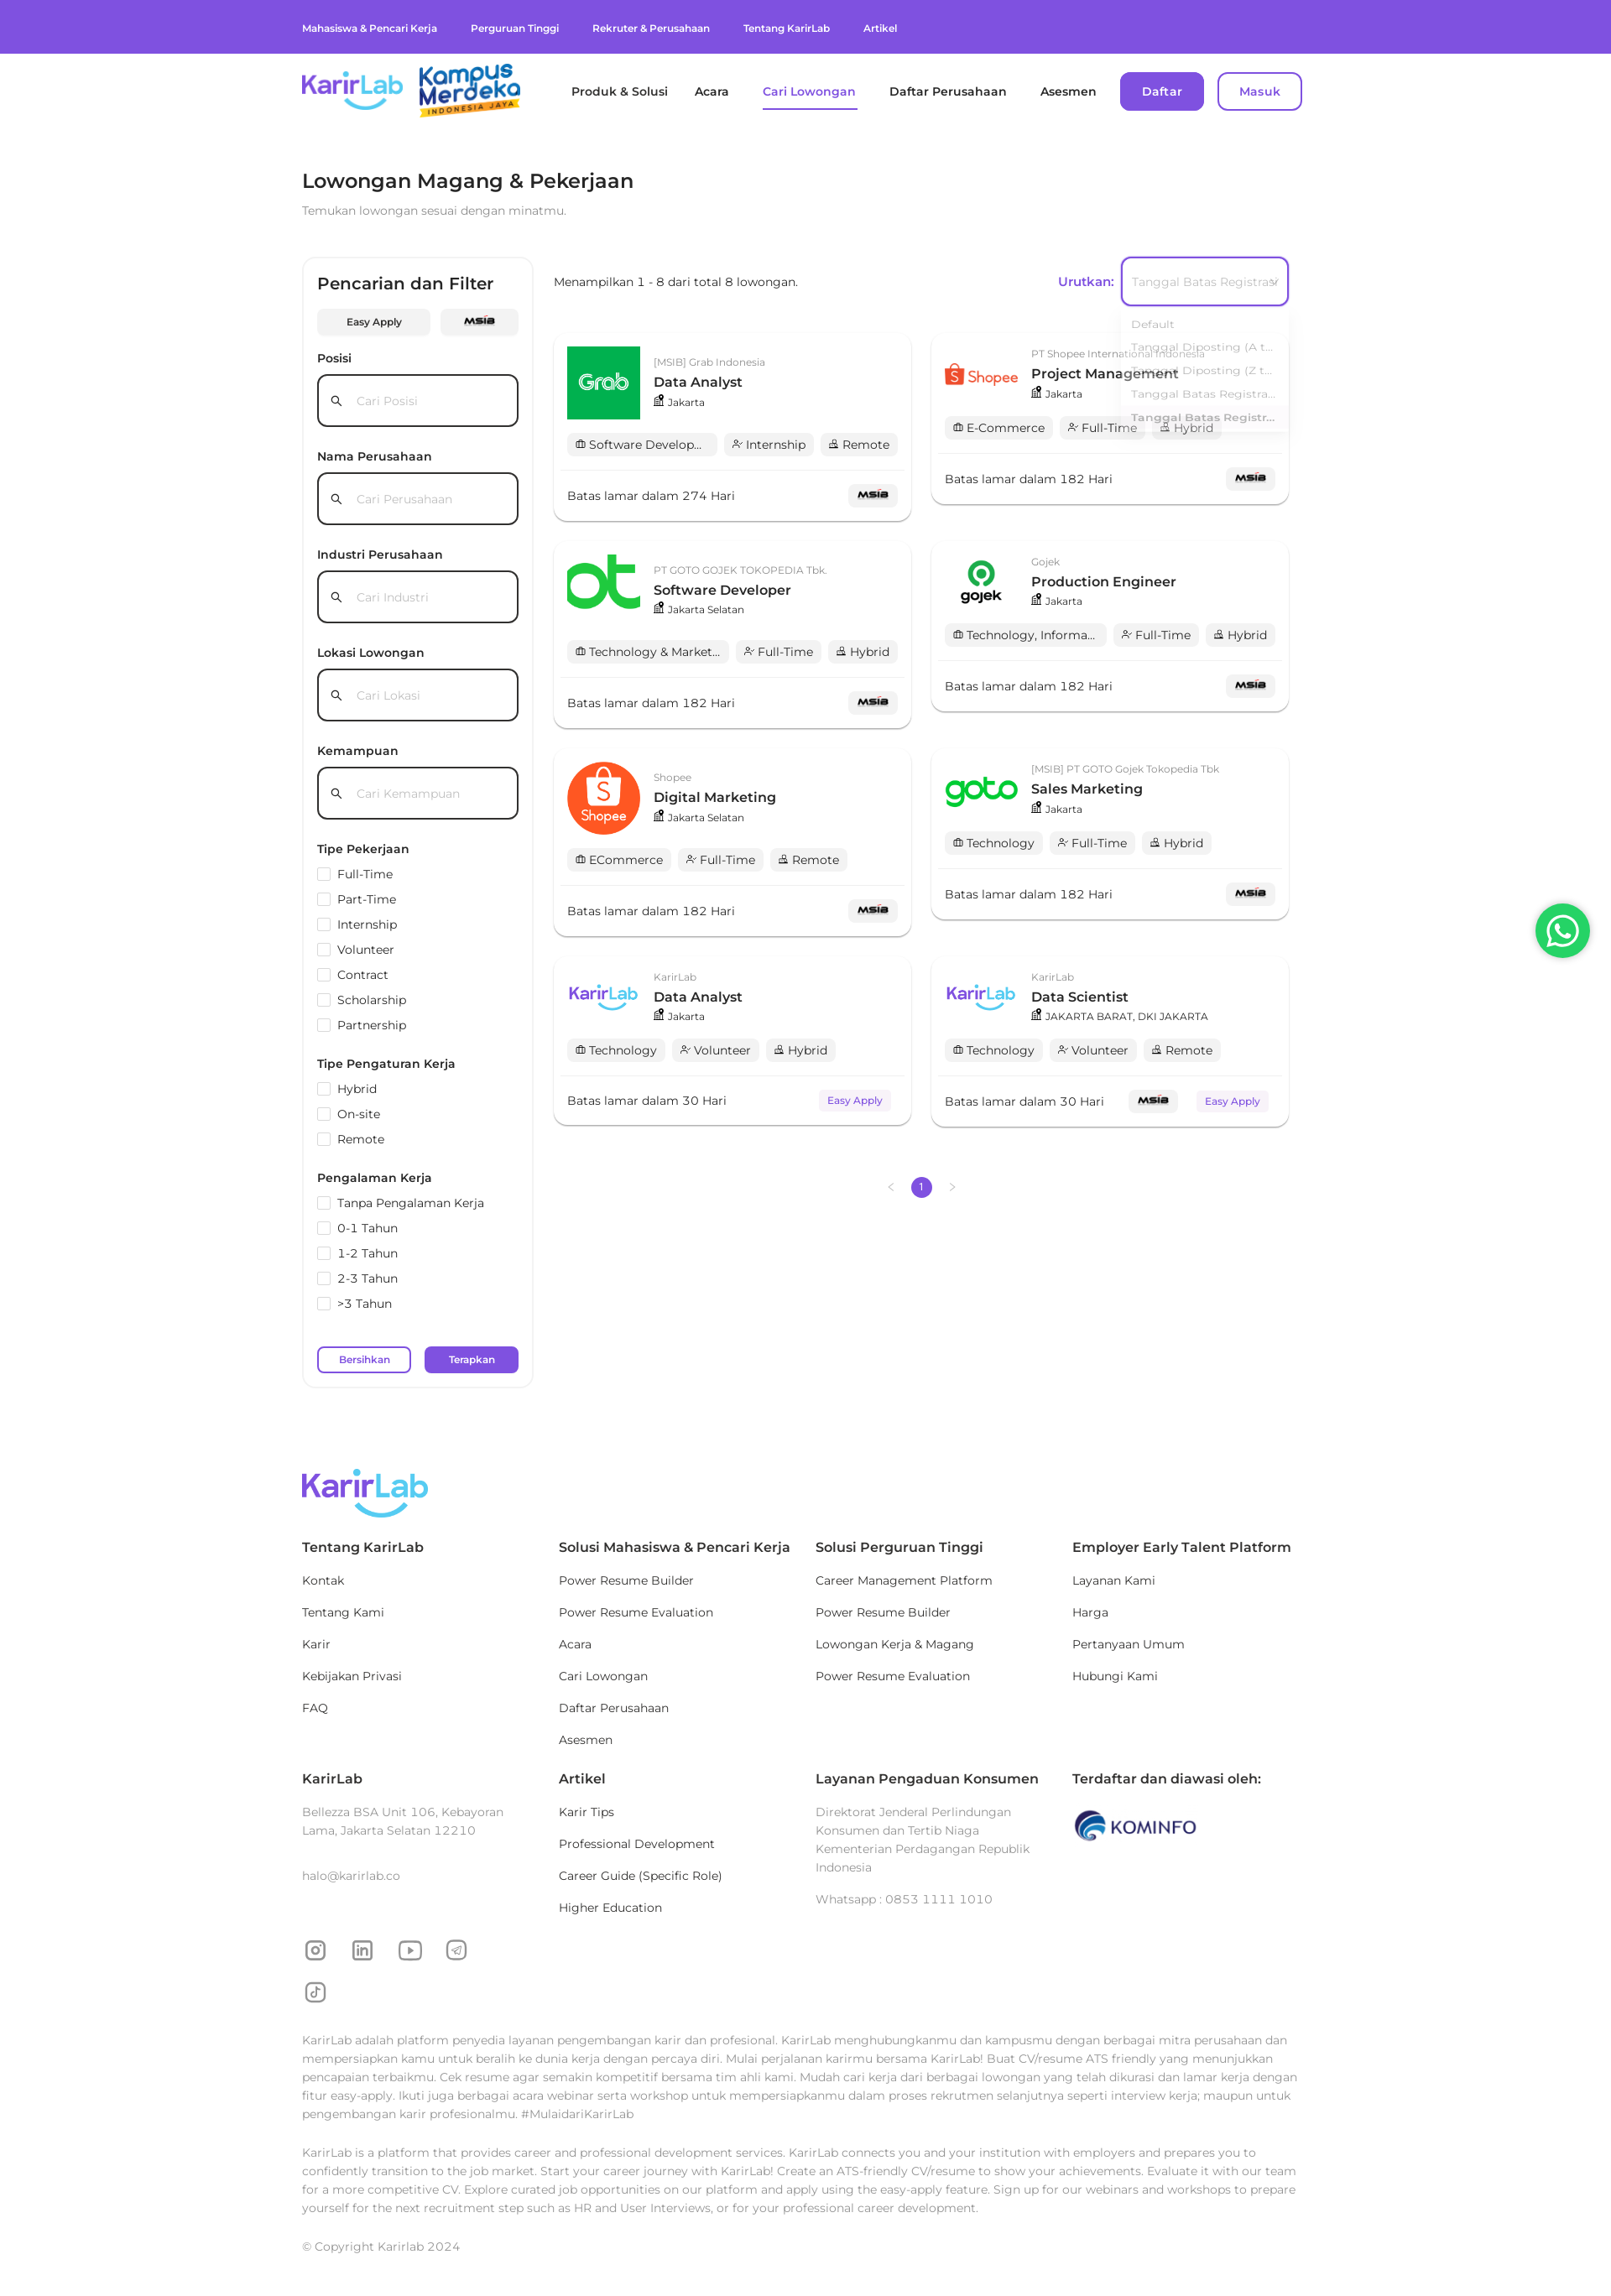 Mahasiswa & Pencari Kerja Perguruan Tinggi Rekruter & Perusahaan Tentang KarirLab Artikel
KarirLab Kampus Merdeka INDONESIA JAYA Produk & Solusi Acara Cari Lowongan Daftar Perusahaan Asesmen Daftar Masuk
Lowongan Magang & Pekerjaan
Temukan lowongan sesuai dengan minatmu.
Pencarian dan Filter
Easy Apply MSIB
Posisi
Cari Posisi
Nama Perusahaan
Cari Perusahaan
Industri Perusahaan
Cari Industri
Lokasi Lowongan
Cari Lokasi
Kemampuan
Cari Kemampuan
Tipe Pekerjaan
Full-Time
Part-Time
Internship
Volunteer
Contract
Scholarship
Partnership
Tipe Pengaturan Kerja
Hybrid
On-site
Remote
Pengalaman Kerja
Tanpa Pengalaman Kerja
0-1 Tahun
1-2 Tahun
2-3 Tahun
>3 Tahun
Bersihkan Terapkan
Menampilkan 1 - 8 dari total 8 lowongan.
Urutkan: Tanggal Batas Registrasi
Default
Tanggal Diposting (A t...
Tanggal Diposting (Z t...
Tanggal Batas Registra...
Tanggal Batas Registr...
Grab
[MSIB] Grab Indonesia
Data Analyst
Jakarta
Software Develop... Internship Remote
Batas lamar dalam 274 Hari MSIB
Shopee
PT Shopee International Indonesia
Project Management
Jakarta
E-Commerce Full-Time Hybrid
Batas lamar dalam 182 Hari MSIB
ot
PT GOTO GOJEK TOKOPEDIA Tbk.
Software Developer
Jakarta Selatan
Technology & Market... Full-Time Hybrid
Batas lamar dalam 182 Hari MSIB
gojek
Gojek
Production Engineer
Jakarta
Technology, Informa... Full-Time Hybrid
Batas lamar dalam 182 Hari MSIB
Shopee
Shopee
Digital Marketing
Jakarta Selatan
ECommerce Full-Time Remote
Batas lamar dalam 182 Hari MSIB
goto
[MSIB] PT GOTO Gojek Tokopedia Tbk
Sales Marketing
Jakarta
Technology Full-Time Hybrid
Batas lamar dalam 182 Hari MSIB
KarirLab
KarirLab
Data Analyst
Jakarta
Technology Volunteer Hybrid
Batas lamar dalam 30 Hari Easy Apply
KarirLab
KarirLab
Data Scientist
JAKARTA BARAT, DKI JAKARTA
Technology Volunteer Remote
Batas lamar dalam 30 Hari MSIB Easy Apply
1
KarirLab
Tentang KarirLab
Kontak
Tentang Kami
Karir
Kebijakan Privasi
FAQ
Solusi Mahasiswa & Pencari Kerja
Power Resume Builder
Power Resume Evaluation
Acara
Cari Lowongan
Daftar Perusahaan
Asesmen
Solusi Perguruan Tinggi
Career Management Platform
Power Resume Builder
Lowongan Kerja & Magang
Power Resume Evaluation
Employer Early Talent Platform
Layanan Kami
Harga
Pertanyaan Umum
Hubungi Kami
KarirLab
Bellezza BSA Unit 106, Kebayoran
Lama, Jakarta Selatan 12210
halo@karirlab.co
Artikel
Karir Tips
Professional Development
Career Guide (Specific Role)
Higher Education
Layanan Pengaduan Konsumen
Direktorat Jenderal Perlindungan
Konsumen dan Tertib Niaga
Kementerian Perdagangan Republik
Indonesia
Whatsapp : 0853 1111 1010
Terdaftar dan diawasi oleh:
KOMINFO
KarirLab adalah platform penyedia layanan pengembangan karir dan profesional. KarirLab menghubungkanmu dan kampusmu dengan berbagai mitra perusahaan dan
mempersiapkan kamu untuk beralih ke dunia kerja dengan percaya diri. Mulai perjalanan karirmu bersama KarirLab! Buat CV/resume ATS friendly yang menunjukkan
pencapaian terbaikmu. Cek resume agar semakin kompetitif bersama tim ahli kami. Mudah cari kerja dari berbagai lowongan yang telah dikurasi dan lamar kerja dengan
fitur easy-apply. Ikuti juga berbagai acara webinar serta workshop untuk mempersiapkanmu dalam proses rekrutmen selanjutnya seperti interview kerja; maupun untuk
pengembangan karir profesionalmu. #MulaidariKarirLab
KarirLab is a platform that provides career and professional development services. KarirLab connects you and your institution with employers and prepares you to
confidently transition to the job market. Start your career journey with KarirLab! Create an ATS-friendly CV/resume to show your achievements. Evaluate it with our team
for a more competitive CV. Explore curated job opportunities on our platform and apply using the easy-apply feature. Sign up for our webinars and workshops to prepare
yourself for the next recruitment step such as HR and User Interviews, or for your professional career development.
© Copyright Karirlab 2024